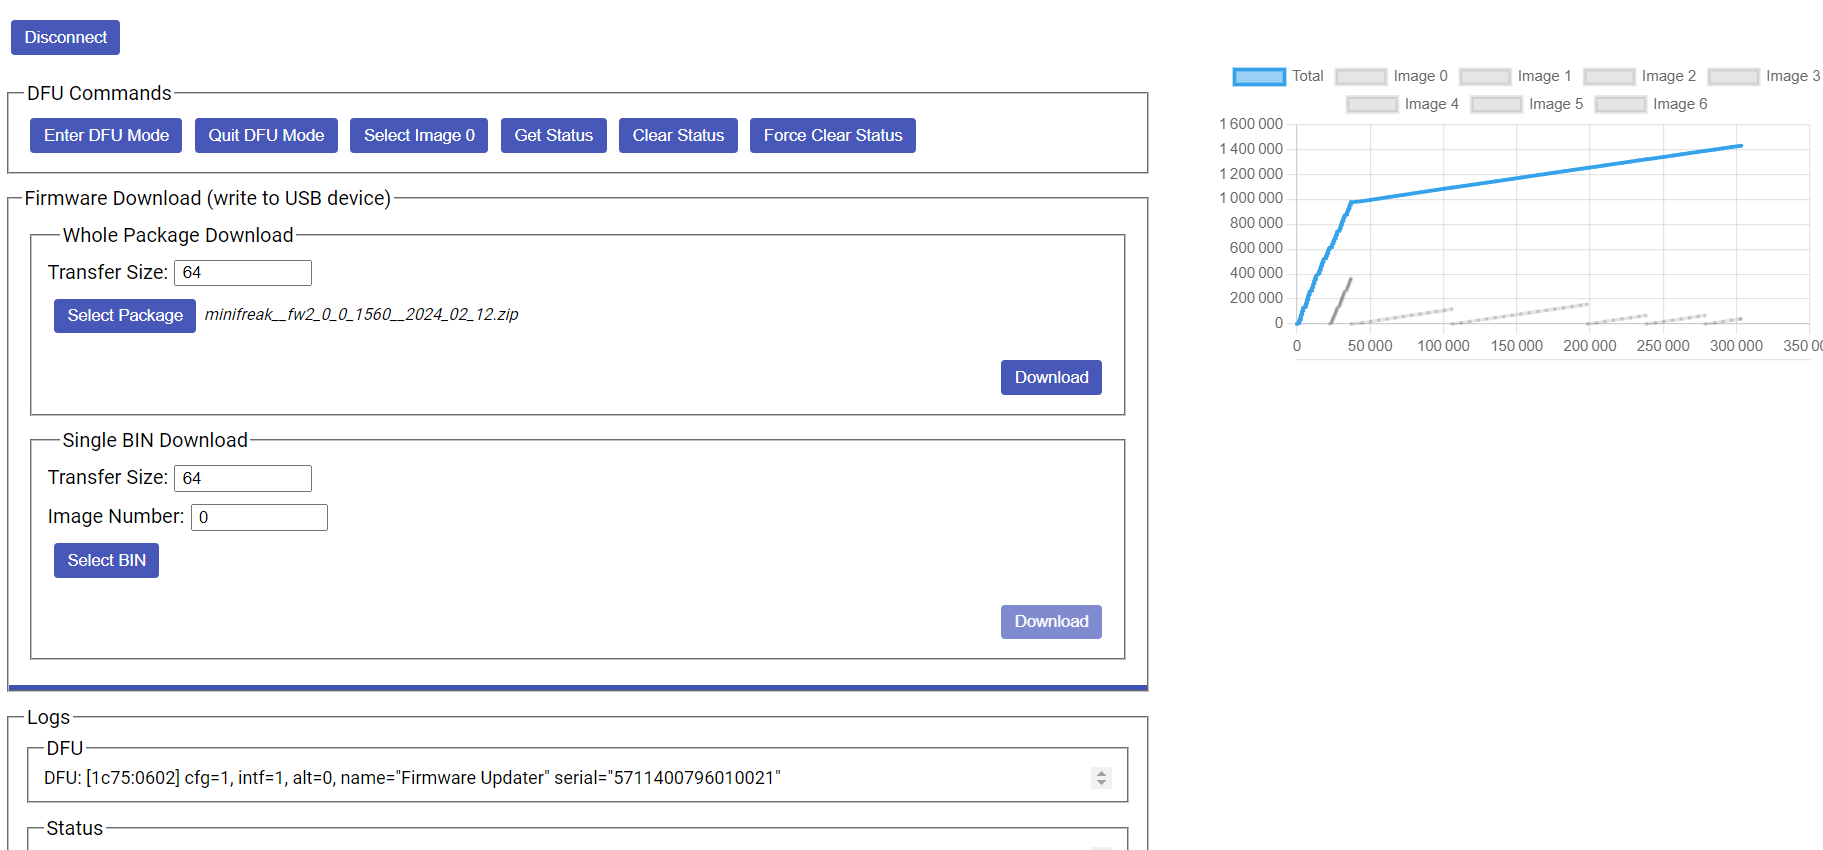 Disconnect
DFU Commands
Enter DFU Mode Quit DFU Mode Select Image 0 Get Status Clear Status Force Clear Status
Firmware Download (write to USB device)
Whole Package Download
Transfer Size: 64
Select Package minifreak__fw2_0_0_1560__2024_02_12.zip
Download
Single BIN Download
Transfer Size: 64
Image Number: 0
Select BIN
Download
Logs
DFU
DFU: [1c75:0602] cfg=1, intf=1, alt=0, name="Firmware Updater" serial="5711400796010021"
Status
Total Image 0 Image 1 Image 2 Image 3
Image 4 Image 5 Image 6
1 600 000
1 400 000
1 200 000
1 000 000
800 000
600 000
400 000
200 000
0
0 50 000 100 000 150 000 200 000 250 000 300 000 350 0